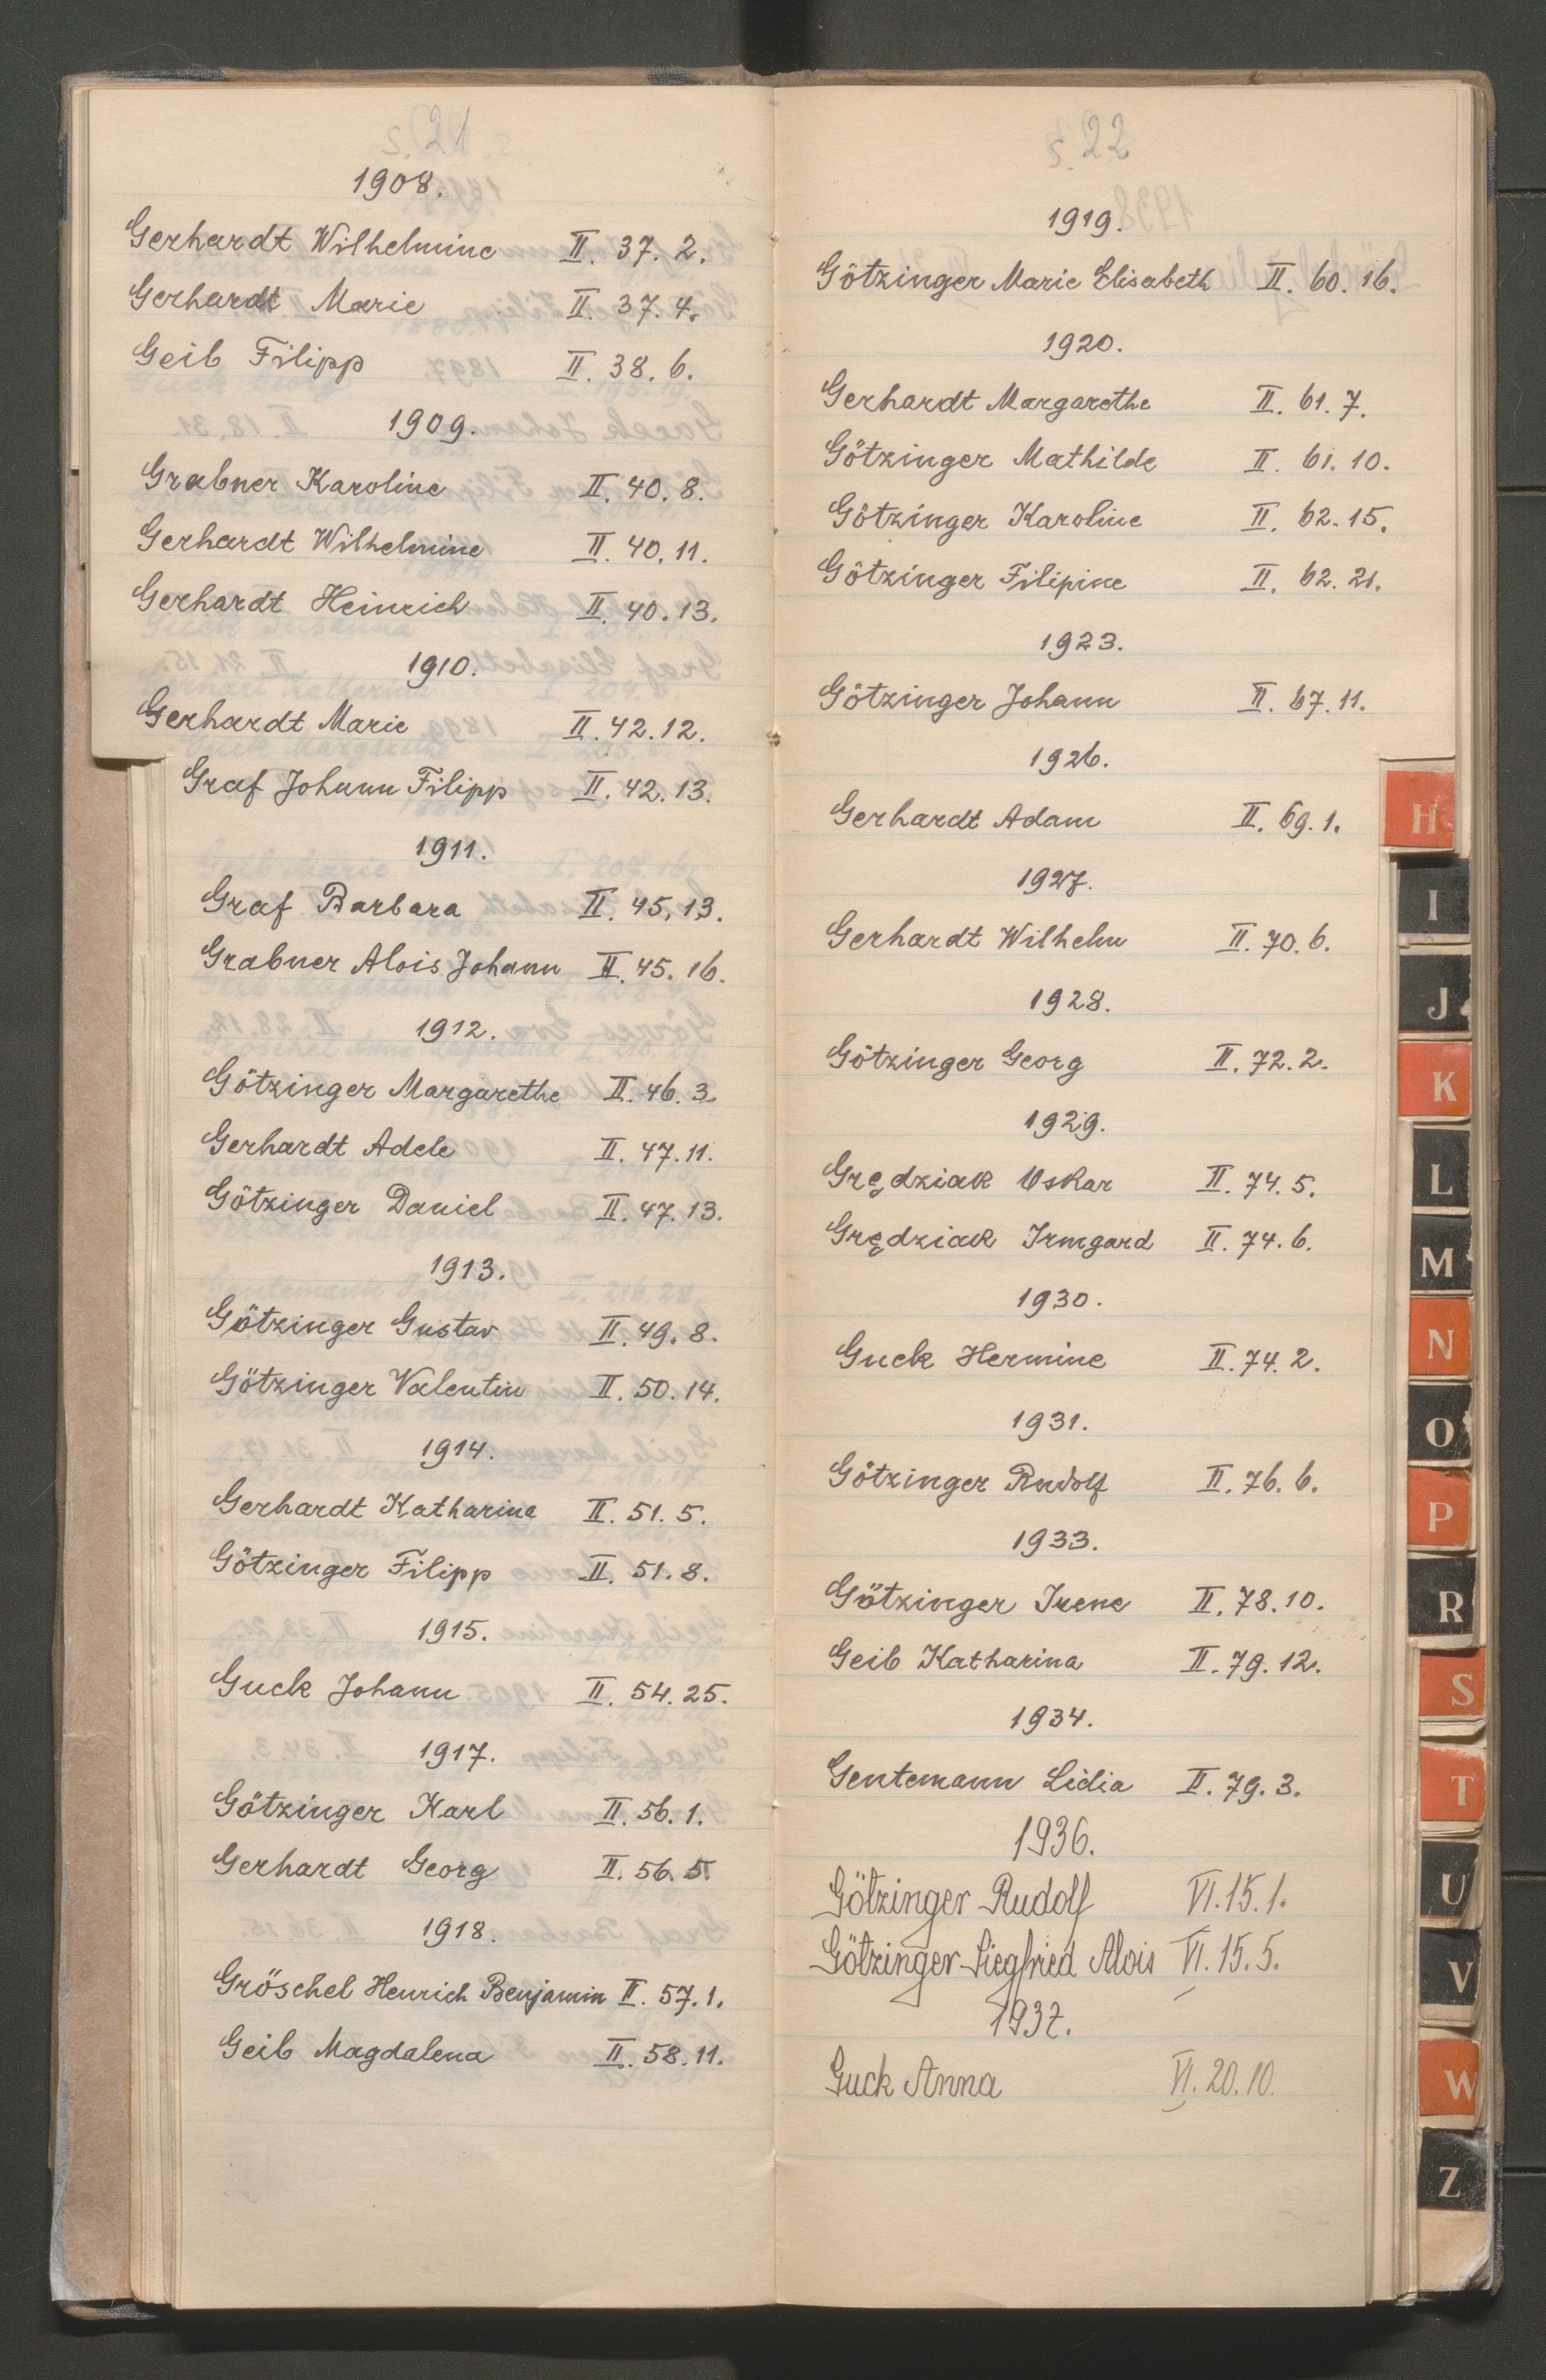 s. 21
1908.
Gerhardt Wilhelmine II. 37. 2.
Gerhardt Marie II. 37. 4.
Geib Filipp II. 38. 6.
1909.
Grabner Karoline II. 40. 8.
Gerhardt Wilhelmine II. 40. 11.
Gerhardt Heinrich II. 40. 13.
1910.
Gerhardt Marie II. 42. 12.
Graf Johann Filipp II. 42. 13.
1911.
Graf Barbara II. 45. 13.
Grabner Alois Johann II. 45. 16.
1912.
Götzinger Margarethe II. 46. 3
Gerhardt Adele II. 47. 11.
Götzinger Daniel II. 47. 13.
1913.
Götzinger Gustav II. 49. 8.
Götzinger Valentin II. 50. 14.
1914.
Gerhardt Katharina II. 51. 5.
Götzinger Filipp II. 51. 8.
1915.
Guck Johann II. 54. 25.
1917.
Götzinger Karl II. 56. 1.
Gerhardt Georg II. 56. 5.
1918.
Gröschel Henrich Benjamin II. 57. 1.
Geib Magdalena II. 58. 11.
s. 22
1919.
Götzinger Marie Elisabeth II. 60. 16.
1920.
Gerhardt Margarethe II. 61. 7.
Götzinger Mathilde II. 61. 10.
Götzinger Karoline II. 62. 15.
Götzinger Filipine II. 62. 21.
1923.
Götzinger Johann II. 67. 11.
1926.
Gerhardt Adam II. 69. 1.
1927.
Gerhardt Wilhelm II. 70. 6.
1928.
Götzinger Georg II. 72. 2.
1929.
Grędziak Oskar II. 74. 5.
Grędziak Irmgard II. 74. 6.
1930.
Guck Hermine II. 74. 2.
1931.
Götzinger Rudolf II. 76. 6.
1933.
Götzinger Irene II. 78. 10.
Geib Katharina II. 79. 12.
1934.
Gentemann Lidia II. 79. 3.
1936.
Götzinger Rudolf VI. 15. 1.
Götzinger Siegfried Alois VI. 15. 5.
1937.
Guck Anna VI. 20. 10.
H
I
J
K
L
M
N
O
P
R
S
T
U
V
W
Z